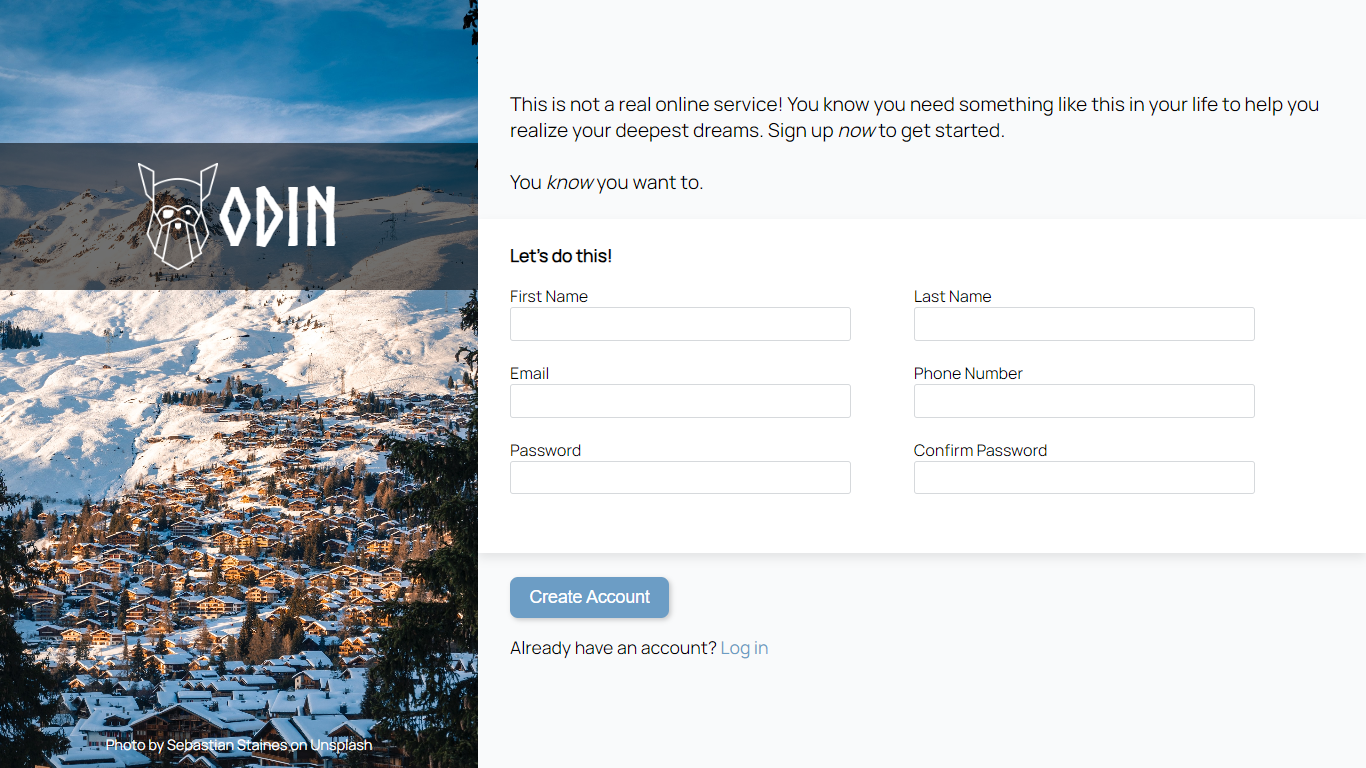 ODIN
Photo by Sebastian Staines on Unsplash
This is not a real online service! You know you need something like this in your life to help you
realize your deepest dreams. Sign up now to get started.
You know you want to.
Let's do this!
First Name
Last Name
Email
Phone Number
Password
Confirm Password
Create Account
Already have an account? Log in